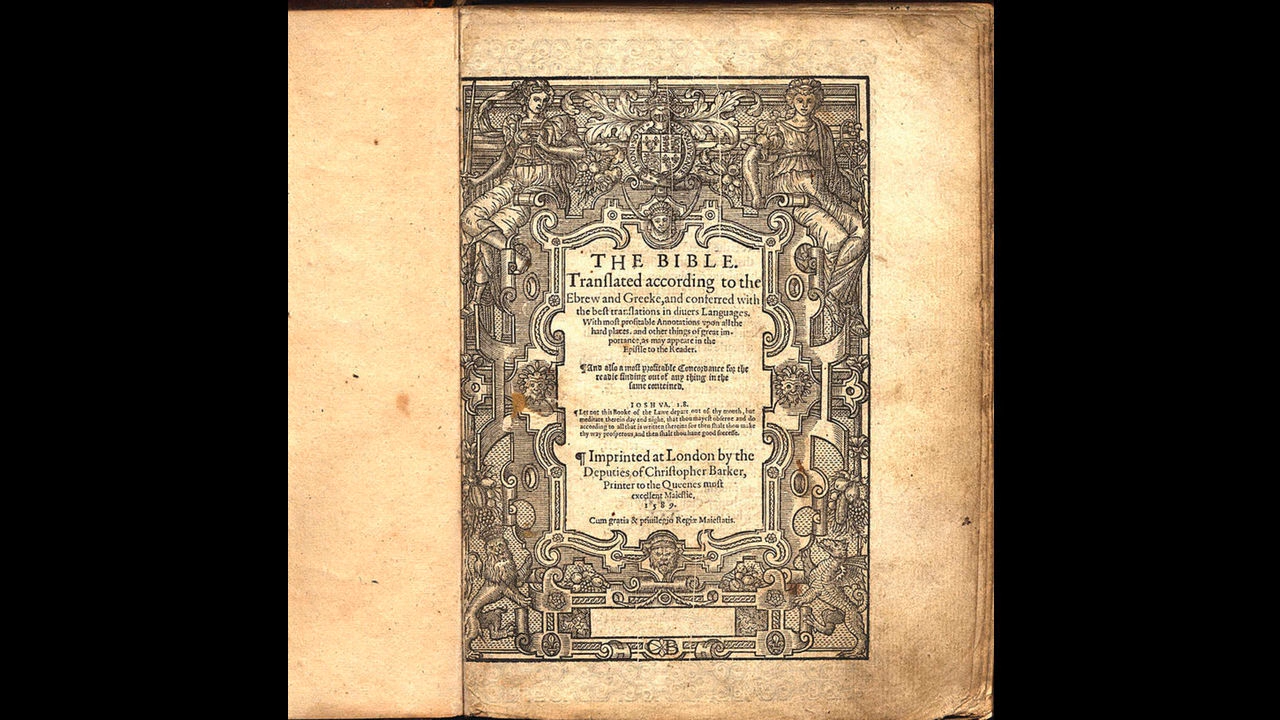 THE BIBLE.
Tranſlated according to the
Ebrew and Greeke, and conferred with
the beſt tranſlations in diuers Languages.
With moſt profitable Annotations vpon all the
hard places, and other things of great im-
portance, as may appeare in the
Epiſtle to the Reader.
¶And alſo a moſt profitable Concordance for the
readie finding out of any thing in the
ſame conteined.
IOSHVA. 1.8.
¶Let not this Booke of the Lawe depart out of thy mouth, but
meditate therein day and night, that thou mayeſt obſerue and do
according to all that is written therein: for then ſhalt thou make
thy way proſperous, and then ſhalt thou haue good ſucceſſe.
¶ Imprinted at London by the
Deputies of Chriſtopher Barker,
Printer to the Queenes moſt
excellent Maieſtie.
1589.
Cum gratia & priuilegio Regiæ Maieſtatis.
CB